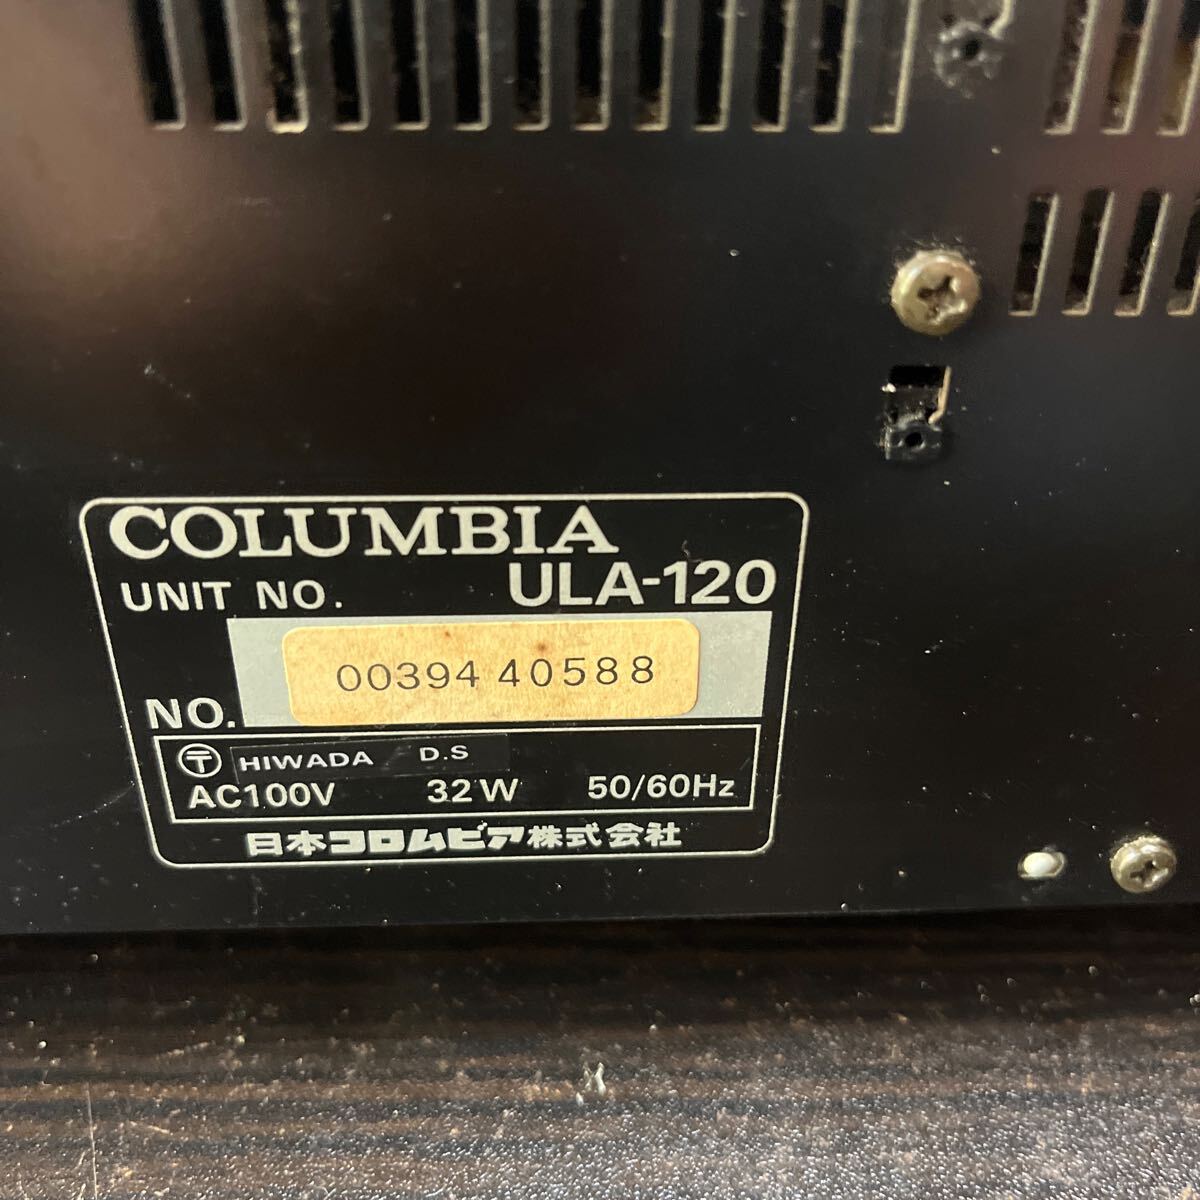 COLUMBIA
UNIT NO. ULA-120
NO. 00394 40588
〒 HIWADA D.S
AC100V 32W 50/60Hz
日本コロムビア株式会社